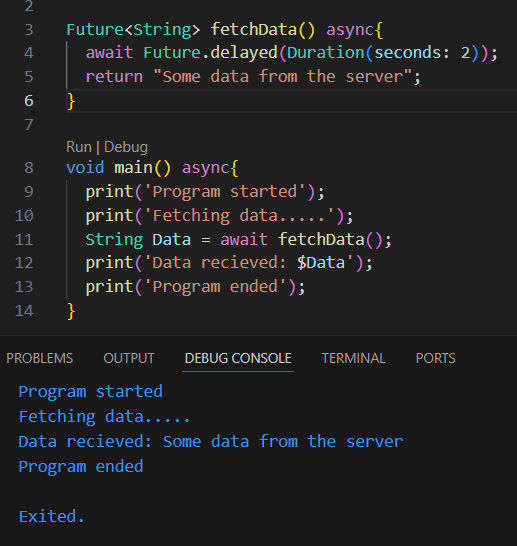 2
3 Future<String> fetchData() async{
4 await Future.delayed(Duration(seconds: 2));
5 return "Some data from the server";
6 }
7
Run | Debug
8 void main() async{
9 print('Program started');
10 print('Fetching data.....');
11 String Data = await fetchData();
12 print('Data recieved: $Data');
13 print('Program ended');
14 }
PROBLEMS OUTPUT DEBUG CONSOLE TERMINAL PORTS
Program started
Fetching data.....
Data recieved: Some data from the server
Program ended
Exited.